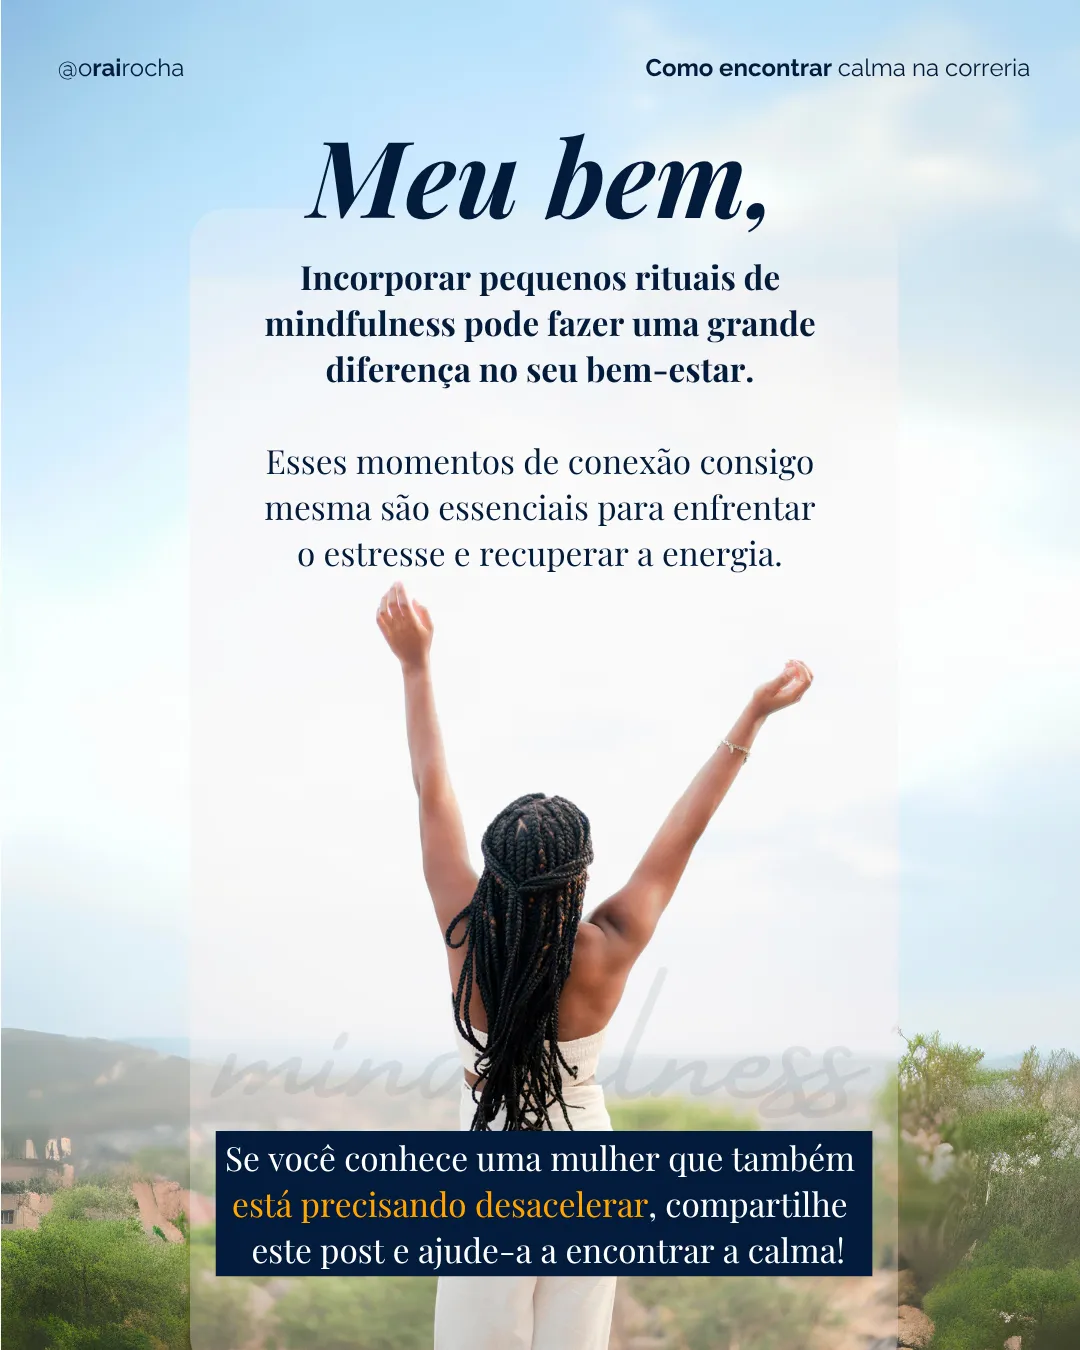 @orairocha
Como encontrar calma na correria
Meu bem,
Incorporar pequenos rituais de
mindfulness pode fazer uma grande
diferença no seu bem-estar.
Esses momentos de conexão consigo
mesma são essenciais para enfrentar
o estresse e recuperar a energia.
mindfulness
Se você conhece uma mulher que também
está precisando desacelerar, compartilhe
este post e ajude-a a encontrar a calma!